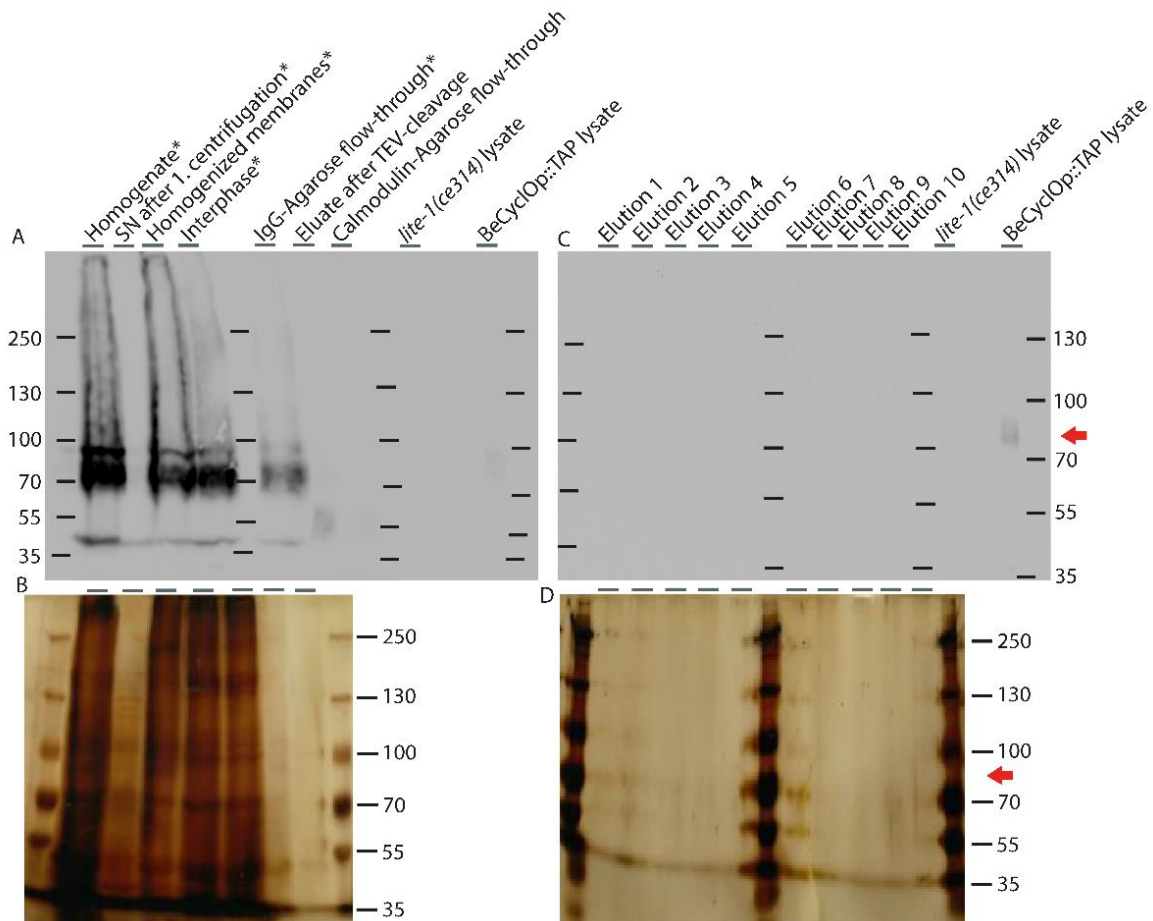 Homogenate*
SN after 1. centrifugation*
Homogenized membranes*
Interphase*
IgG-Agarose flow-through*
Eluate after TEV-cleavage
Calmodulin-Agarose flow-through
lite-1(ce314) lysate
BeCyclOp::TAP lysate
A
250
130
100
70
55
35
Elution 1
Elution 2
Elution 3
Elution 4
Elution 5
Elution 6
Elution 7
Elution 8
Elution 9
Elution 10
lite-1(ce314) lysate
BeCyclOp::TAP lysate
C
130
100
70
55
35
B
250
130
100
70
55
35
D
250
130
100
70
55
35